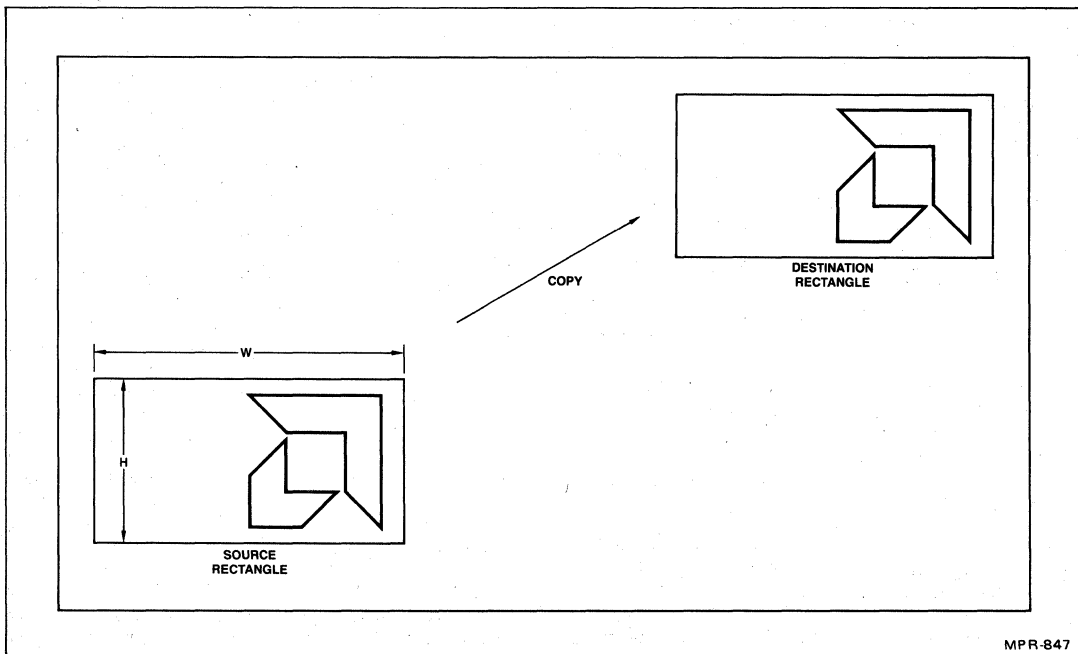 DESTINATION
RECTANGLE
COPY
W
H
SOURCE
RECTANGLE
MPR-847